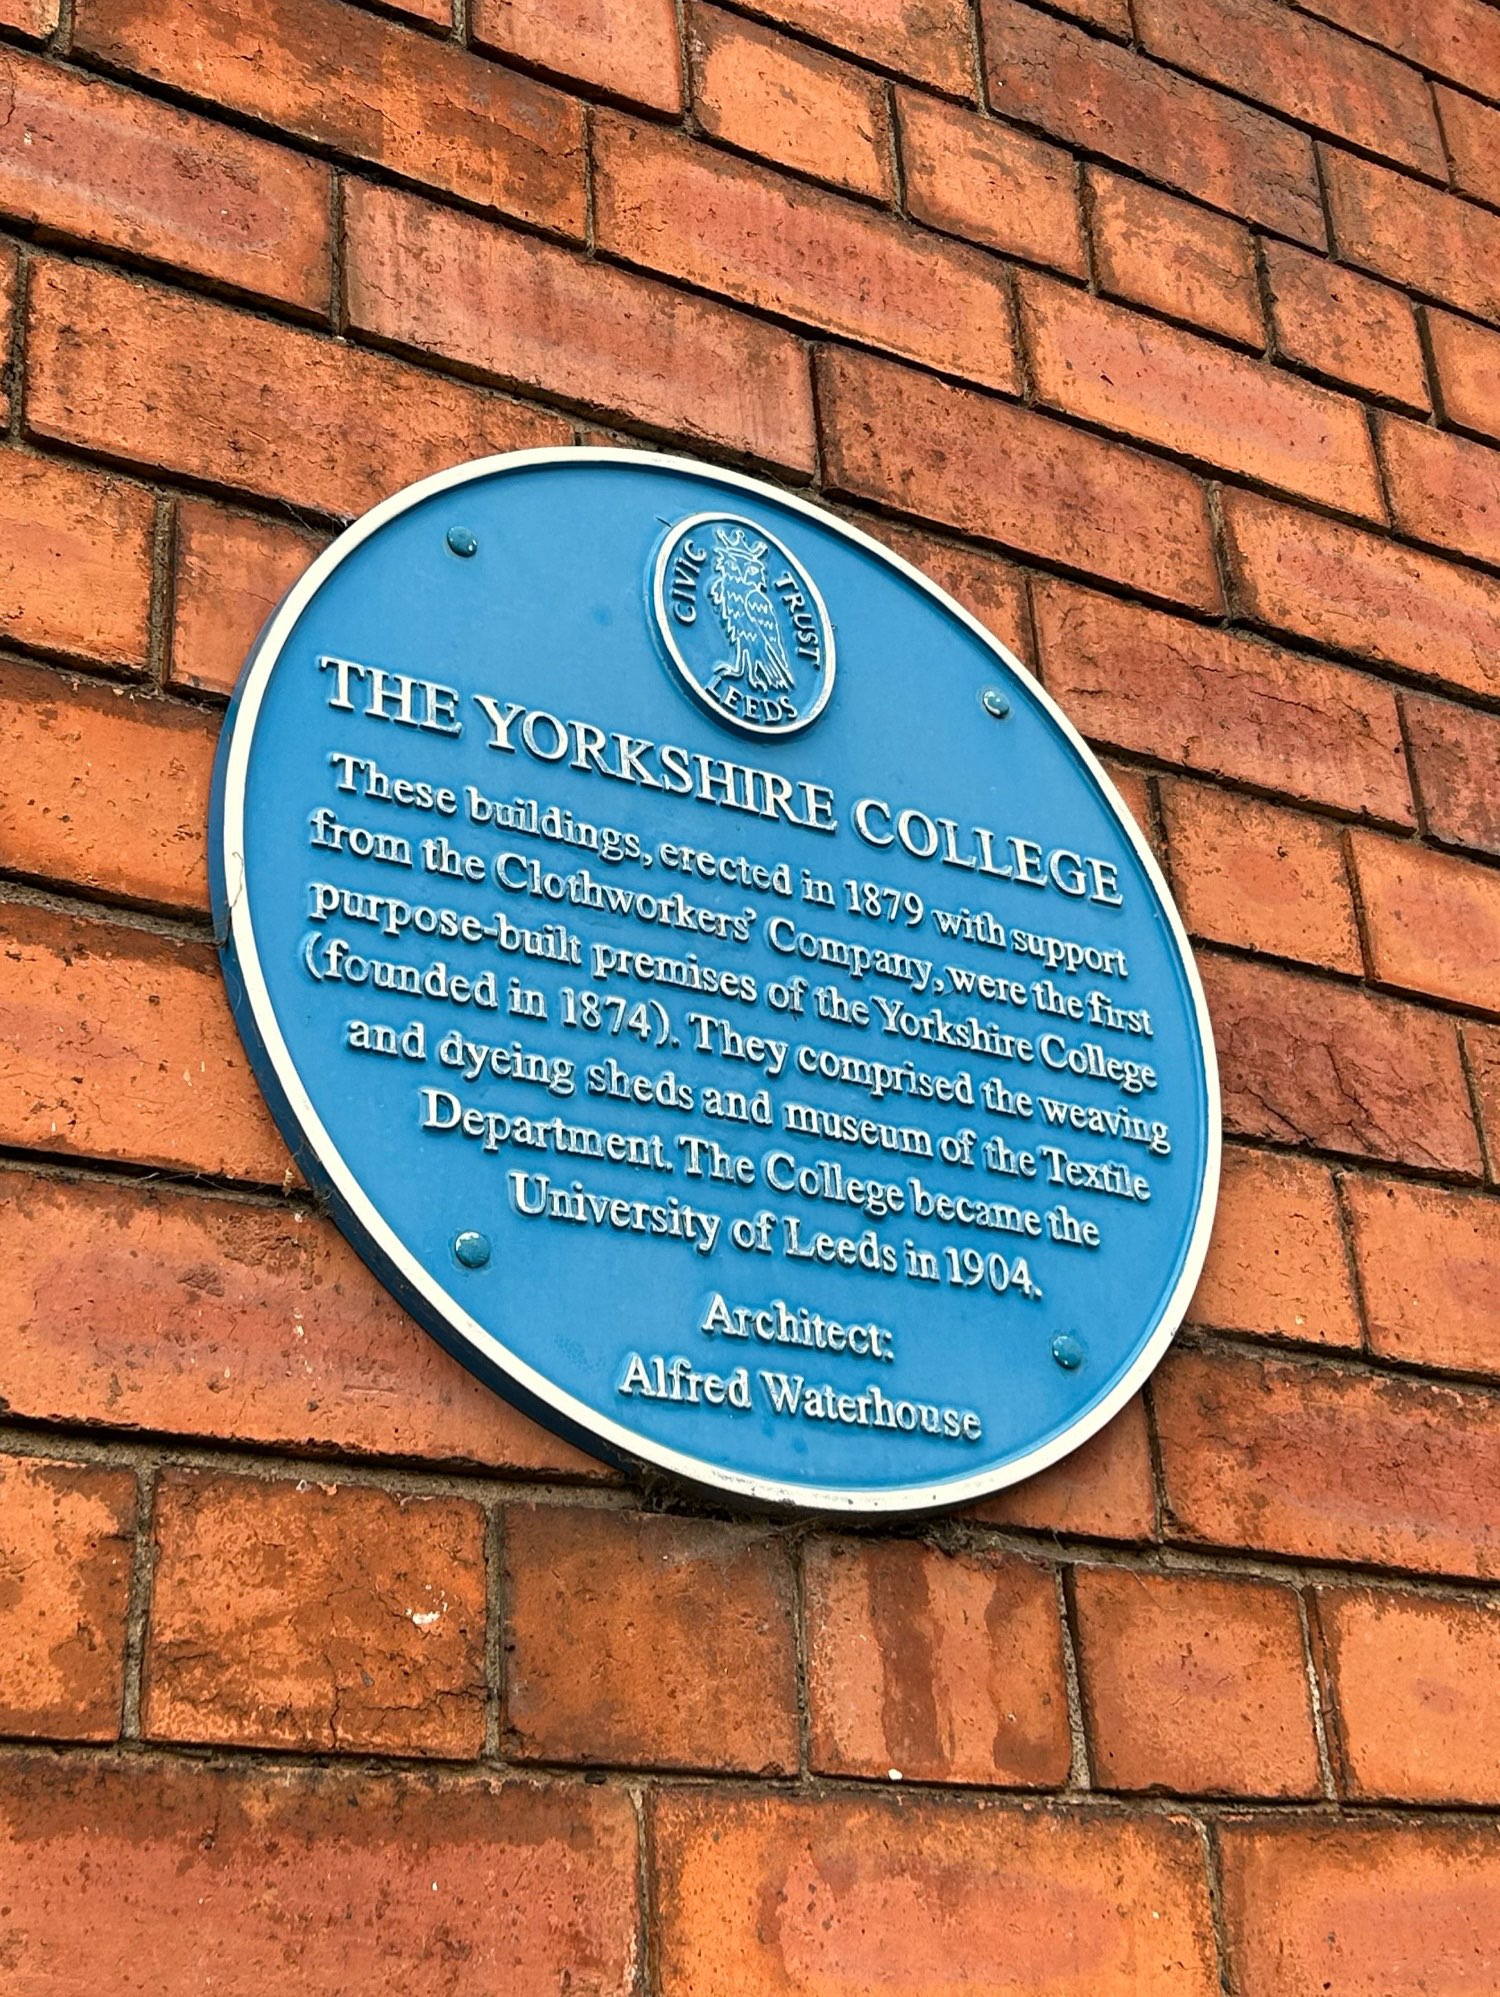 CIVIC TRUST
LEEDS
THE YORKSHIRE COLLEGE
These buildings, erected in 1879 with support
from the Clothworkers' Company, were the first
purpose-built premises of the Yorkshire College
(founded in 1874). They comprised the weaving
and dyeing sheds and museum of the Textile
Department. The College became the
University of Leeds in 1904.
Architect:
Alfred Waterhouse